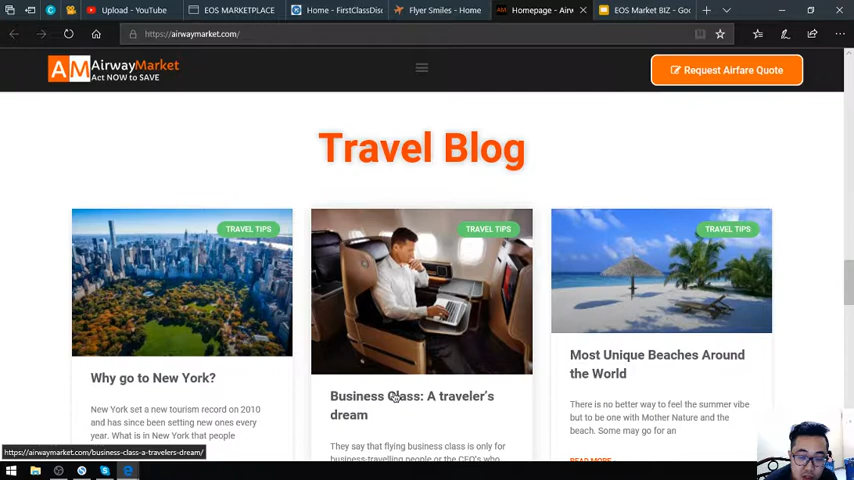 Upload - YouTube
EOS MARKETPLACE
Home - FirstClassDisc
Flyer Smiles - Home
Homepage - Airw
EOS Market BIZ - Goo
https://airwaymarket.com/
AM AirwayMarket
Act NOW to SAVE
Request Airfare Quote
Travel Blog
TRAVEL TIPS
TRAVEL TIPS
TRAVEL TIPS
Why go to New York?
New York set a new tourism record on 2010
and has since been setting new ones every
year. What is in New York that people
Business Class: A traveler's
dream
They say that flying business class is only for
business-travelling people or the CEO's who
Most Unique Beaches Around
the World
There is no better way to feel the summer vibe
but to be one with Mother Nature and the
beach. Some may go for an
READ MORE
https://airwaymarket.com/business-class-a-travelers-dream/